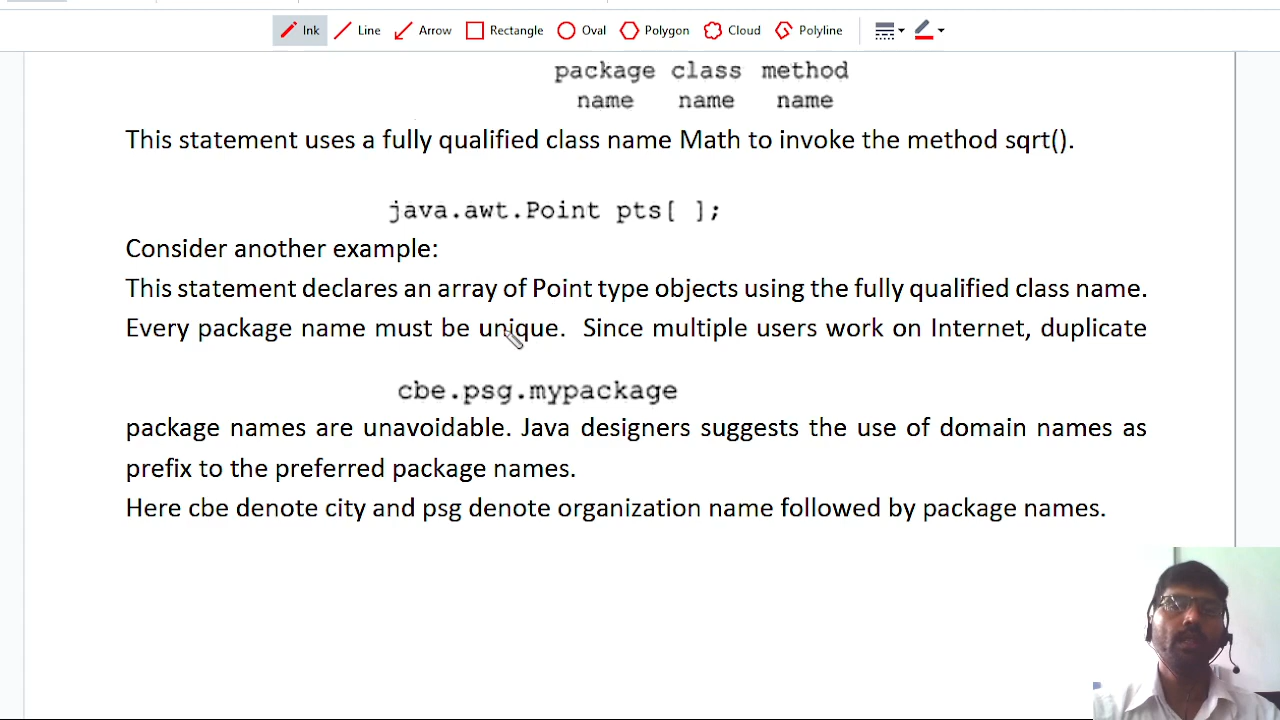 Ink Line Arrow Rectangle Oval Polygon Cloud Polyline
package class method
name name name
This statement uses a fully qualified class name Math to invoke the method sqrt().
java.awt.Point pts[ ];
Consider another example:
This statement declares an array of Point type objects using the fully qualified class name.
Every package name must be unique. Since multiple users work on Internet, duplicate
cbe.psg.mypackage
package names are unavoidable. Java designers suggests the use of domain names as
prefix to the preferred package names.
Here cbe denote city and psg denote organization name followed by package names.